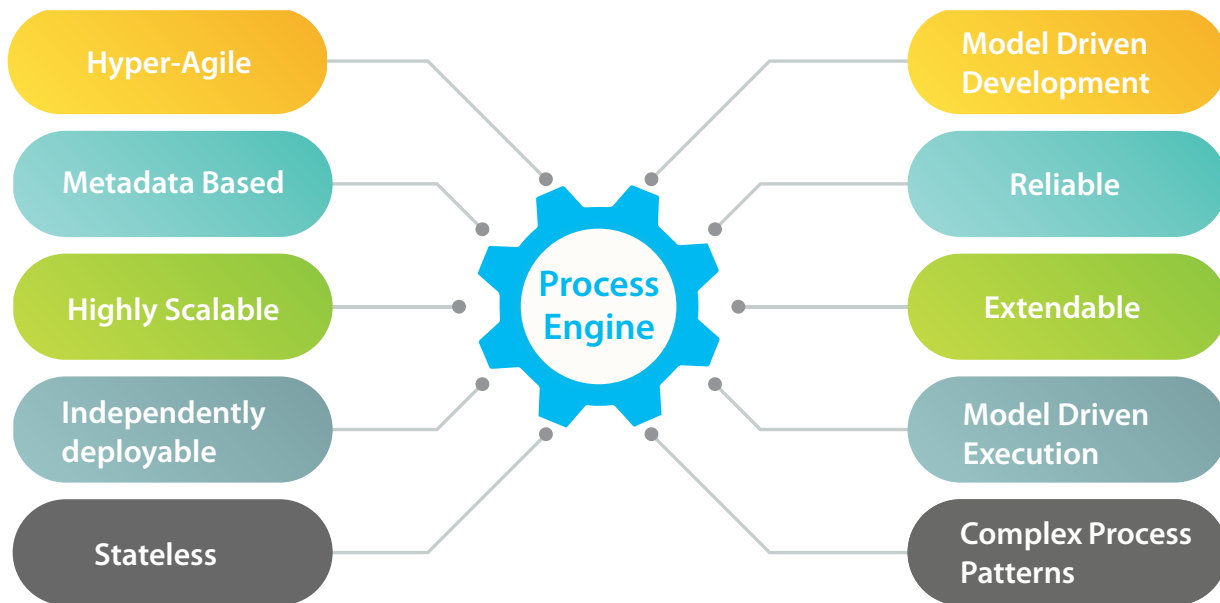 Hyper-Agile
Metadata Based
Highly Scalable
Independently
deployable
Stateless
Process
Engine
Model Driven
Development
Reliable
Extendable
Model Driven
Execution
Complex Process
Patterns